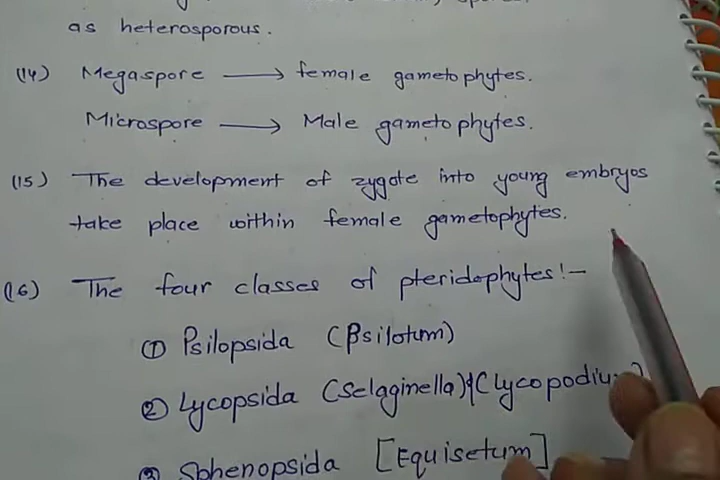 as heterosporous.
(14) Megaspore → female gametophytes.
Microspore → Male gametophytes.
(15) The development of zygote into young embryos
take place within female gametophytes.
(16) The four classes of pteridophytes:-
① Psilopsida (Psilotum)
② Lycopsida (Selaginella) & (Lycopodium)
③ Sphenopsida [Equisetum]